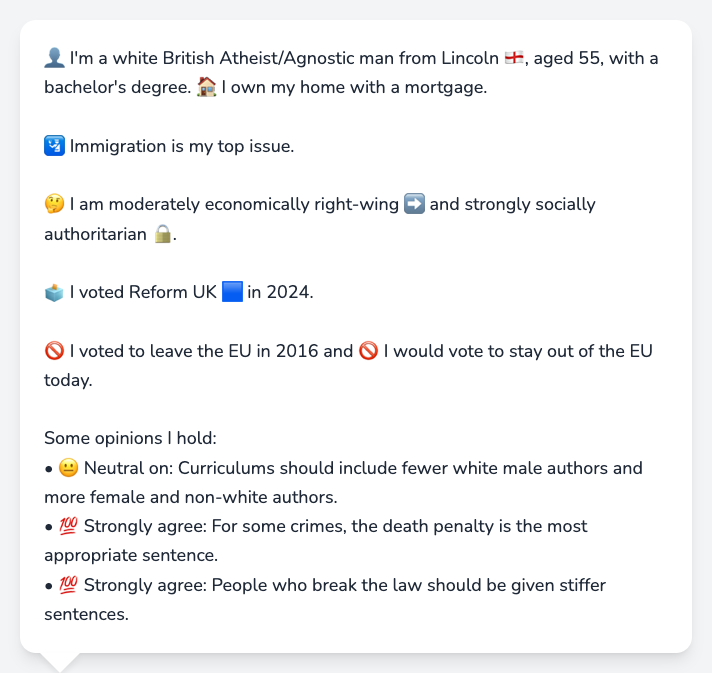 👤 I'm a white British Atheist/Agnostic man from Lincoln 🏴󠁧󠁢󠁥󠁮󠁧󠁿, aged 55, with a
bachelor's degree. 🏠 I own my home with a mortgage.
🛂 Immigration is my top issue.
🤔 I am moderately economically right-wing ➡️ and strongly socially
authoritarian 🔒.
🗳️ I voted Reform UK 🟦 in 2024.
🚫 I voted to leave the EU in 2016 and 🚫 I would vote to stay out of the EU
today.
Some opinions I hold:
• 😐 Neutral on: Curriculums should include fewer white male authors and
more female and non-white authors.
• 💯 Strongly agree: For some crimes, the death penalty is the most
appropriate sentence.
• 💯 Strongly agree: People who break the law should be given stiffer
sentences.